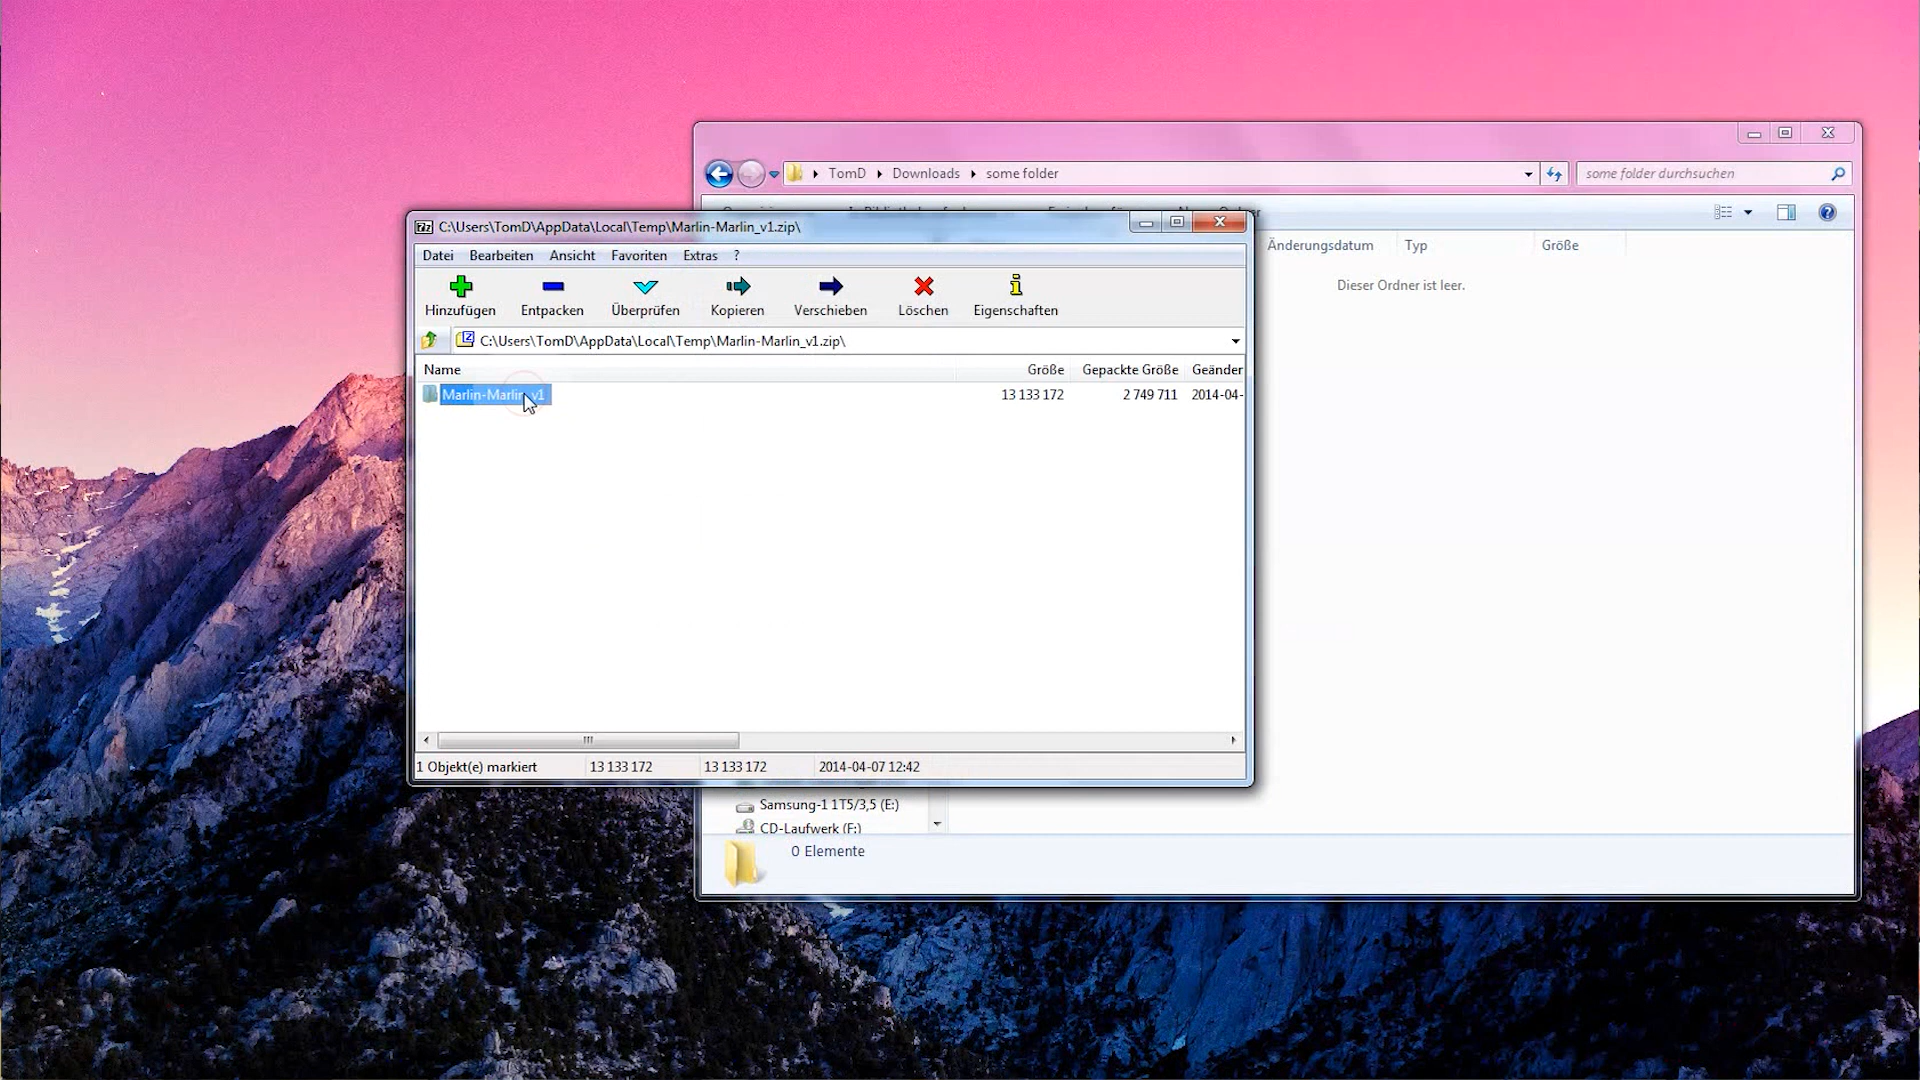 TomD Downloads some folder
some folder durchsuchen
C:\Users\TomD\AppData\Local\Temp\Marlin-Marlin_v1.zip\
Datei Bearbeiten Ansicht Favoriten Extras ?
Änderungsdatum Typ Größe
Dieser Ordner ist leer.
Hinzufügen Entpacken Überprüfen Kopieren Verschieben Löschen Eigenschaften
C:\Users\TomD\AppData\Local\Temp\Marlin-Marlin_v1.zip\
Name Größe Gepackte Größe Geänder
Marlin-Marlin_v1 13 133 172 2 749 711 2014-04-
1 Objekt(e) markiert 13 133 172 13 133 172 2014-04-07 12:42
Samsung-1 1T5/3,5 (E:)
CD-Laufwerk (F:)
0 Elemente